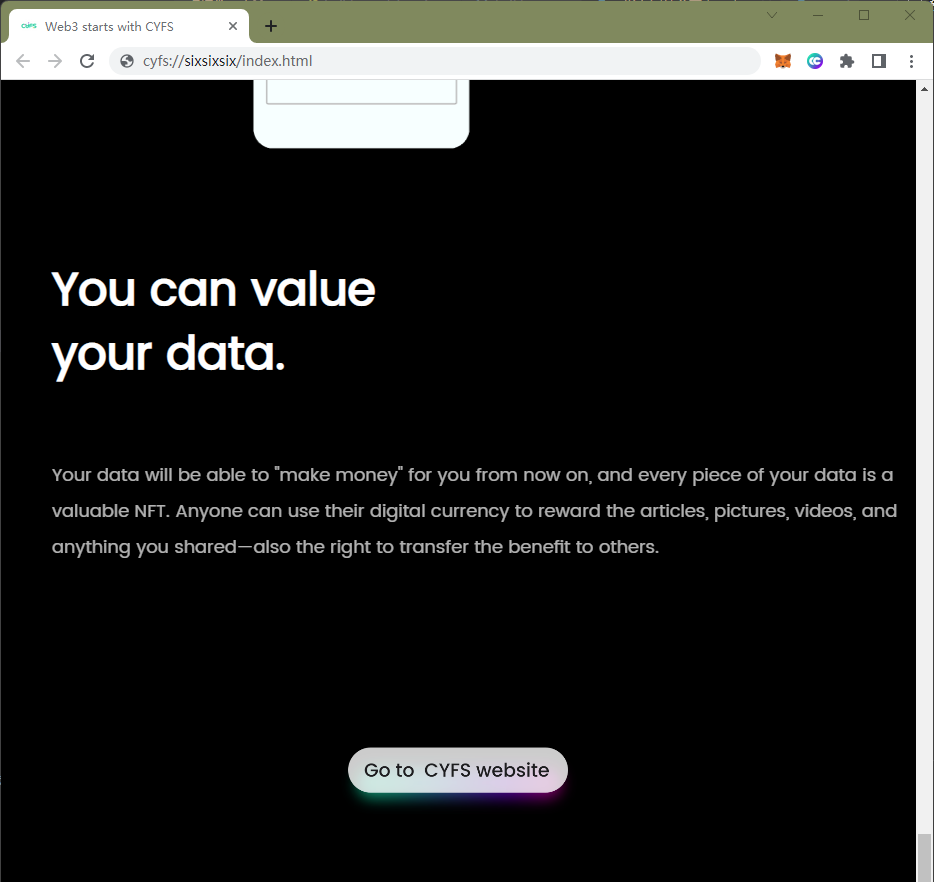 CYFS Web3 starts with CYFS
cyfs://sixsixsix/index.html
You can value
your data.
Your data will be able to "make money" for you from now on, and every piece of your data is a
valuable NFT. Anyone can use their digital currency to reward the articles, pictures, videos, and
anything you shared—also the right to transfer the benefit to others.
Go to CYFS website